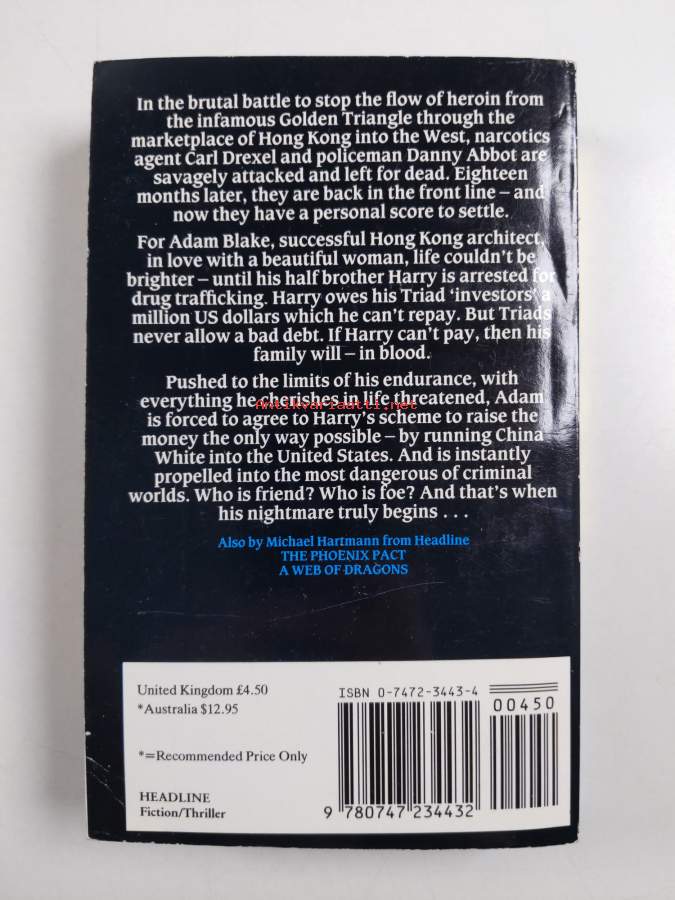 In the brutal battle to stop the flow of heroin from
the infamous Golden Triangle through the
marketplace of Hong Kong into the West, narcotics
agent Carl Drexel and policeman Danny Abbot are
savagely attacked and left for dead. Eighteen
months later, they are back in the front line – and
now they have a personal score to settle.
For Adam Blake, successful Hong Kong architect,
in love with a beautiful woman, life couldn't be
brighter – until his half brother Harry is arrested for
drug trafficking. Harry owes his Triad 'investors' a
million US dollars which he can't repay. But Triads
never allow a bad debt. If Harry can't pay, then his
family will – in blood.
Pushed to the limits of his endurance, with
everything he cherishes in life threatened, Adam
Antikvariaatti.net
is forced to agree to Harry's scheme to raise the
money the only way possible – by running China
White into the United States. And is instantly
propelled into the most dangerous of criminal
worlds. Who is friend? Who is foe? And that's when
his nightmare truly begins . . .
Also by Michael Hartmann from Headline
THE PHOENIX PACT
A WEB OF DRAGONS
United Kingdom £4.50
*Australia $12.95
*=Recommended Price Only
HEADLINE
Fiction/Thriller
ISBN 0-7472-3443-4
00450
9 780747 234432